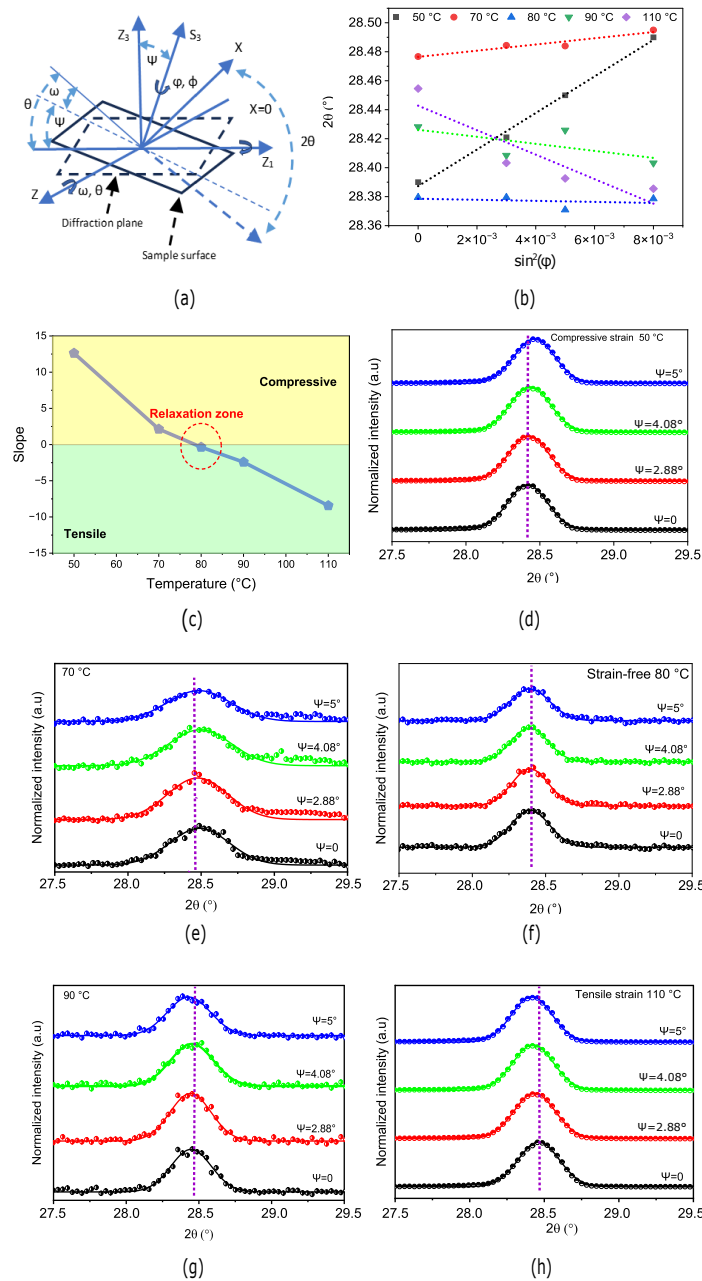 Z₃
S₃
X
Ψ
φ, ϕ
ω
θ
Ψ
X=0
2θ
Z₁
Z
ω, θ
Diffraction plane
Sample surface
(a)
50 °C 70 °C 80 °C 90 °C 110 °C
28.50
28.48
28.46
28.44
28.42
28.40
28.38
28.36
2θ (°)
0 2×10⁻³ 4×10⁻³ 6×10⁻³ 8×10⁻³
sin²(φ)
(b)
15
10
5
0
−5
−10
−15
Slope
Compressive
Relaxation zone
Tensile
50 60 70 80 90 100 110
Temperature (°C)
(c)
Compressive strain 50 °C
Ψ=5°
Ψ=4.08°
Ψ=2.88°
Ψ=0
Normalized intensity (a.u)
27.5 28.0 28.5 29.0 29.5
2θ (°)
(d)
70 °C
Ψ=5°
Ψ=4.08°
Ψ=2.88°
Ψ=0
Normalized intensity (a.u)
27.5 28.0 28.5 29.0 29.5
2θ (°)
(e)
Strain-free 80 °C
Ψ=5°
Ψ=4.08°
Ψ=2.88°
Ψ=0
Normalized intensity (a.u)
27.5 28.0 28.5 29.0 29.5
2θ (°)
(f)
90 °C
Ψ=5°
Ψ=4.08°
Ψ=2.88°
Ψ=0
Normalized intensity (a.u)
27.5 28.0 28.5 29.0 29.5
2θ (°)
(g)
Tensile strain 110 °C
Ψ=5°
Ψ=4.08°
Ψ=2.88°
Ψ=0
Normalized intensity (a.u)
27.5 28.0 28.5 29.0 29.5
2θ (°)
(h)